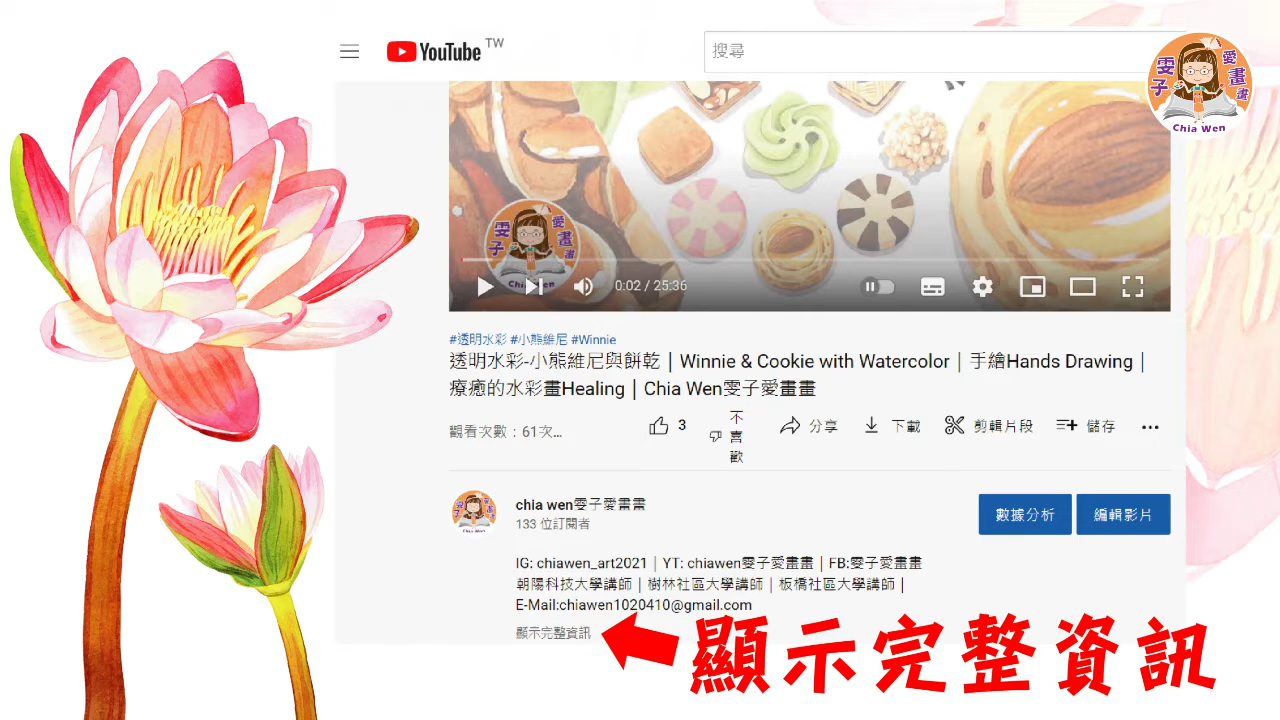 YouTube TW
搜尋
雯子
愛畫畫
Chia Wen
雯子
愛畫畫
Chia Wen
0:02 / 25:36
#透明水彩 #小熊維尼 #Winnie
透明水彩-小熊維尼與餅乾｜Winnie & Cookie with Watercolor｜手繪Hands Drawing｜
療癒的水彩畫Healing｜Chia Wen雯子愛畫畫
觀看次數：61次...
3
不喜歡
分享
下載
剪輯片段
儲存
雯子
愛畫畫
Chia Wen
chia wen雯子愛畫畫
133 位訂閱者
數據分析
編輯影片
IG: chiawen_art2021｜YT: chiawen雯子愛畫畫｜FB:雯子愛畫畫
朝陽科技大學講師｜樹林社區大學講師｜板橋社區大學講師｜
E-Mail:chiawen1020410@gmail.com
顯示完整資訊
顯示完整資訊